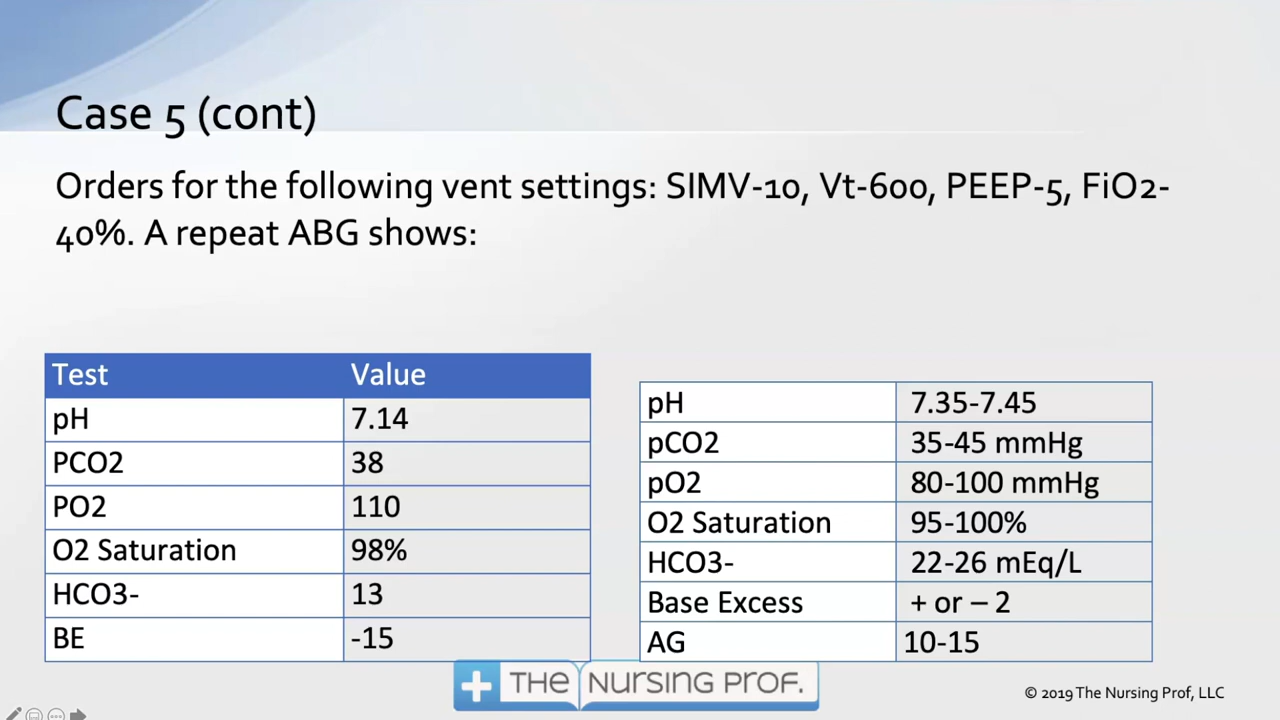 Case 5 (cont)
Orders for the following vent settings: SIMV-10, Vt-600, PEEP-5, FiO2-
40%. A repeat ABG shows:
Test Value
pH 7.14
PCO2 38
PO2 110
O2 Saturation 98%
HCO3- 13
BE -15
pH 7.35-7.45
pCO2 35-45 mmHg
pO2 80-100 mmHg
O2 Saturation 95-100%
HCO3- 22-26 mEq/L
Base Excess + or – 2
AG 10-15
THE NURSING PROF.
© 2019 The Nursing Prof, LLC